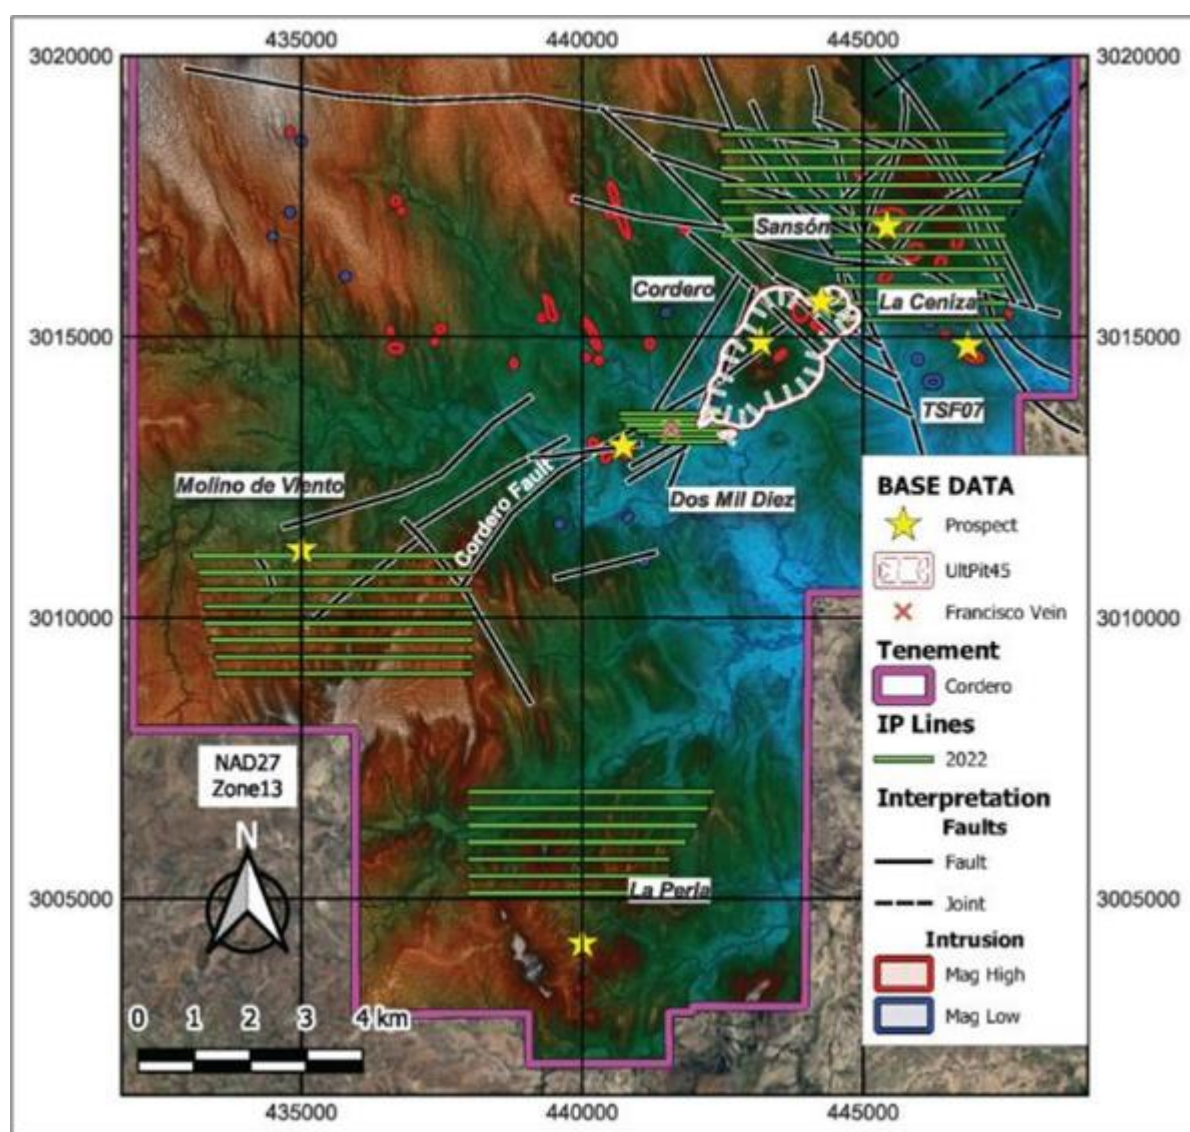 435000 440000 445000
3020000 3020000
Sansón
Cordero
La Ceniza
3015000 3015000
TSF07
Molino de Viento
Dos Mil Diez
Cordero Fault
BASE DATA
Prospect
UltPit45
Francisco Vein
3010000 3010000
Tenement
Cordero
IP Lines
2022
NAD27
Zone13
Interpretation
Faults
Fault
N
La Perla
3005000 3005000
Joint
Intrusion
Mag High
Mag Low
0 1 2 3 4 km
435000 440000 445000